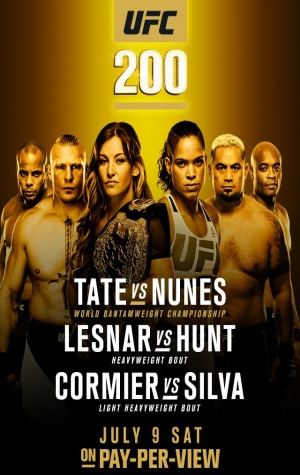 UFC
200
UF
TATE VS NUNES
WORLD BANTAMWEIGHT CHAMPIONSHIP
LESNAR VS HUNT
HEAVYWEIGHT BOUT
CORMIER VS SILVA
LIGHT HEAVYWEIGHT BOUT
JULY 9 SAT
ON PAY-PER-VIEW